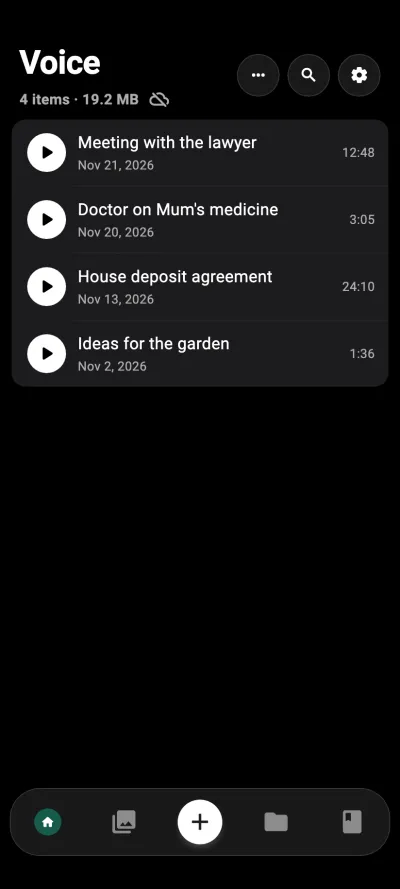 Voice
4 items · 19.2 MB
Meeting with the lawyer
Nov 21, 2026
12:48
Doctor on Mum's medicine
Nov 20, 2026
3:05
House deposit agreement
Nov 13, 2026
24:10
Ideas for the garden
Nov 2, 2026
1:36